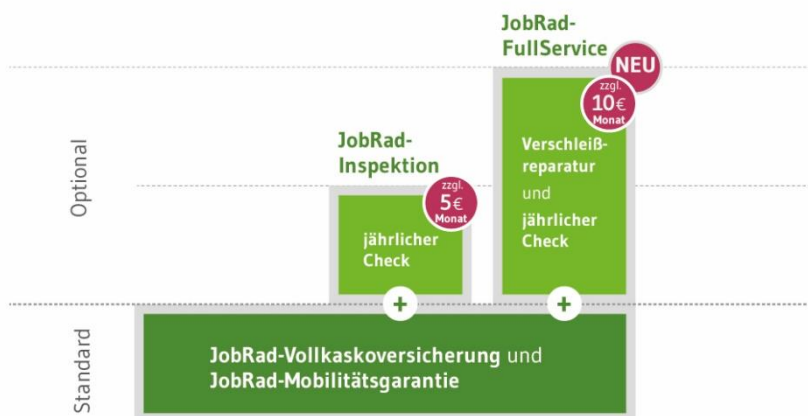 JobRad-
FullService
NEU
zzgl.
10€
Monat
Verschleiß-
reparatur
und
jährlicher
Check
JobRad-
Inspektion
zzgl.
5€
Monat
jährlicher
Check
Optional
+
+
Standard
JobRad-Vollkaskoversicherung und
JobRad-Mobilitätsgarantie